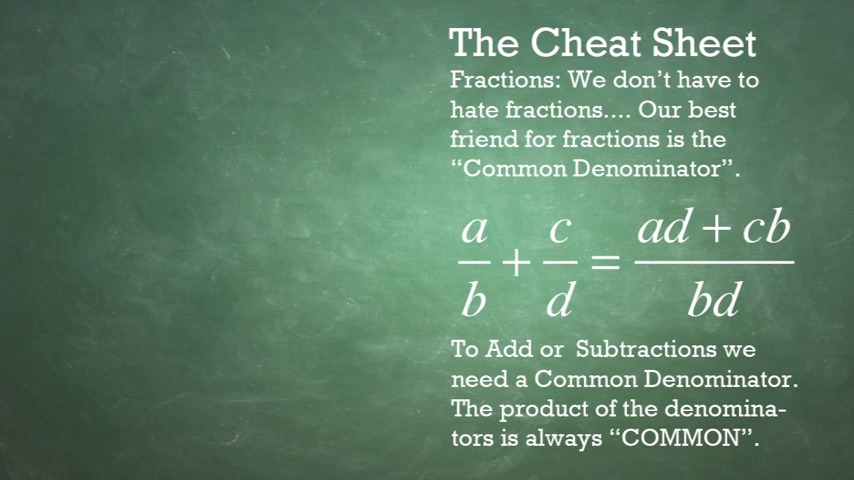 The Cheat Sheet
Fractions: We don’t have to
hate fractions.... Our best
friend for fractions is the
“Common Denominator”.
a/b + c/d = (ad + cb)/bd
To Add or  Subtractions we
need a Common Denominator.
The product of the denomina-
tors is always “COMMON”.